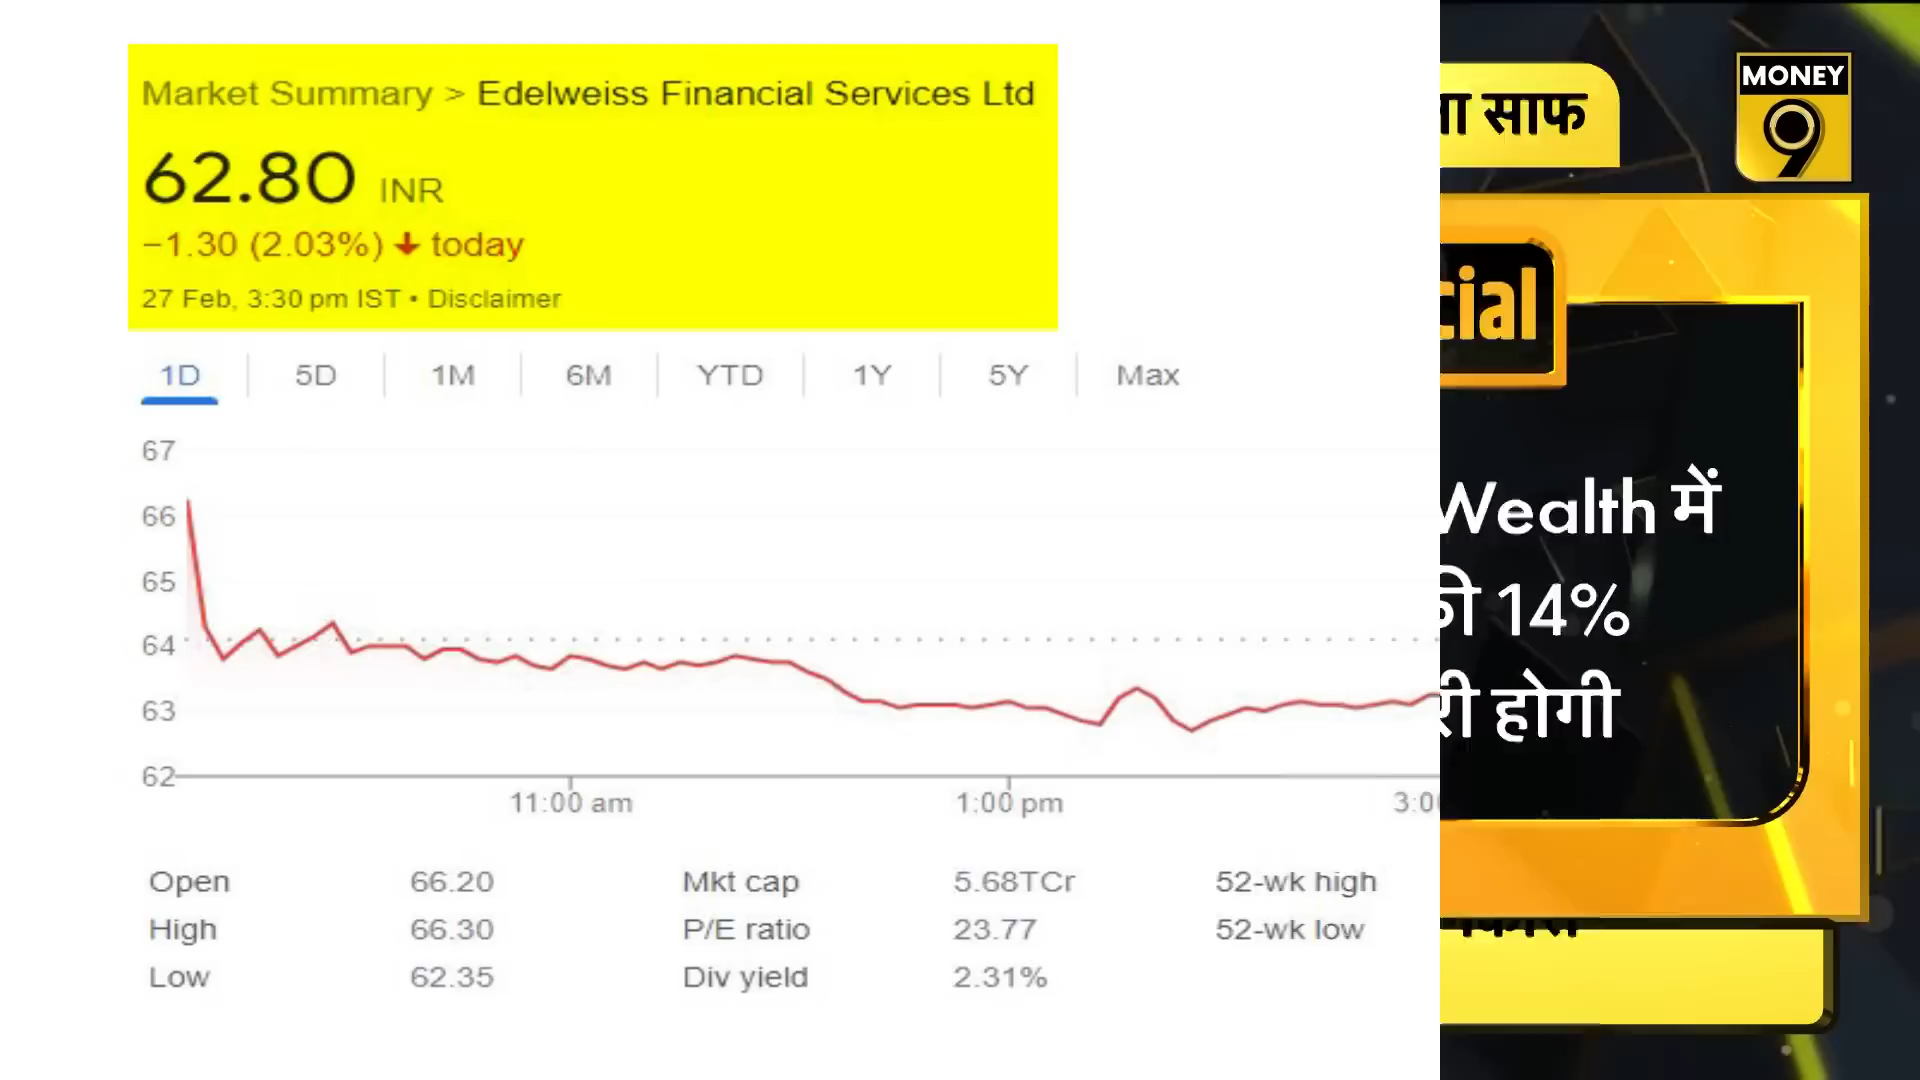 Market Summary > Edelweiss Financial Services Ltd
62.80 INR
−1.30 (2.03%) ↓ today
27 Feb, 3:30 pm IST • Disclaimer
1D 5D 1M 6M YTD 1Y 5Y Max
67
66
65
64
63
62
11:00 am 1:00 pm
Open 66.20 Mkt cap 5.68TCr 52-wk high
High 66.30 P/E ratio 23.77 52-wk low
Low 62.35 Div yield 2.31%
साफ
MONEY
9
Wealth में
14%
होगी